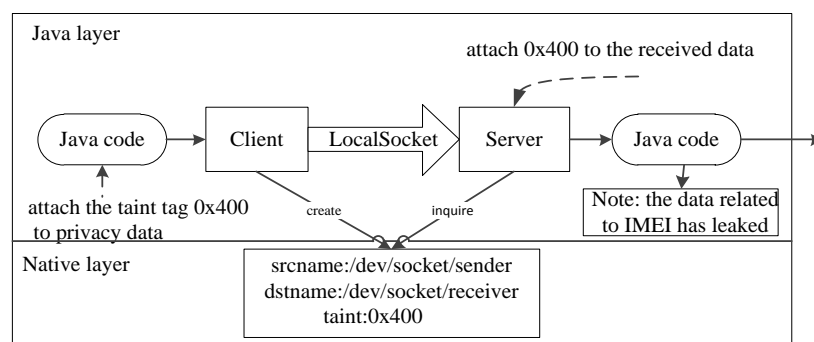 Java layer
attach 0x400 to the received data
Java code
Client
LocalSocket
Server
Java code
attach the taint tag 0x400
to privacy data
create
inquire
Note: the data related
to IMEI has leaked
Native layer
srcname:/dev/socket/sender
dstname:/dev/socket/receiver
taint:0x400